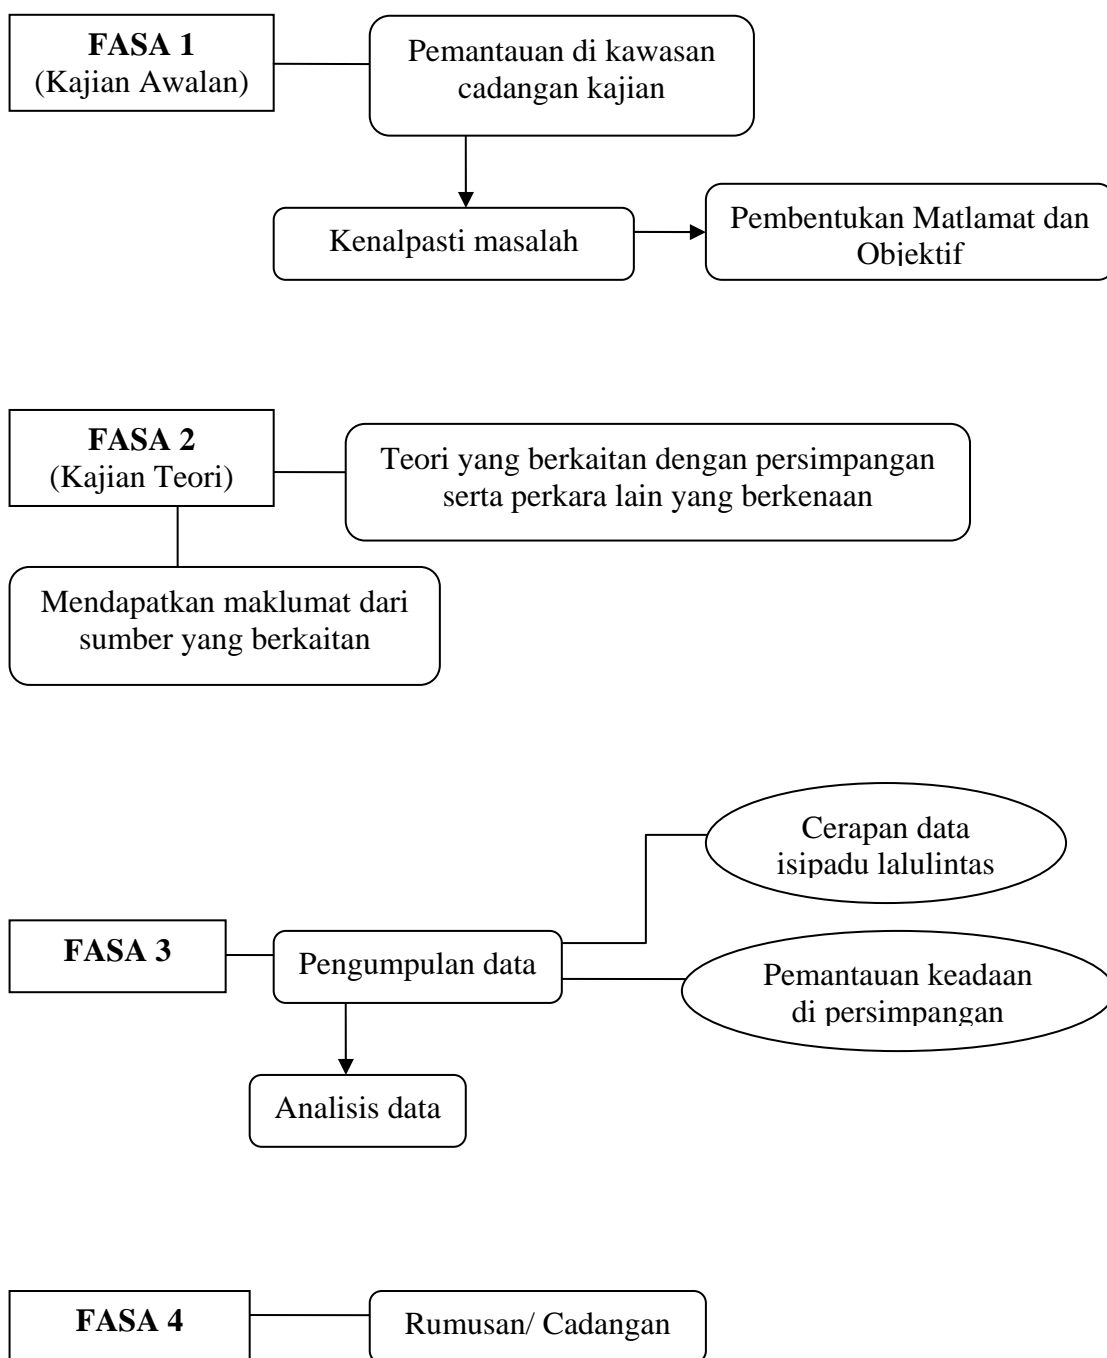 FASA 1
(Kajian Awalan)
Pemantauan di kawasan
cadangan kajian
Kenalpasti masalah
Pembentukan Matlamat dan
Objektif
FASA 2
(Kajian Teori)
Teori yang berkaitan dengan persimpangan
serta perkara lain yang berkenaan
Mendapatkan maklumat dari
sumber yang berkaitan
Cerapan data
isipadu lalulintas
FASA 3
Pengumpulan data
Pemantauan keadaan
di persimpangan
Analisis data
FASA 4
Rumusan/ Cadangan